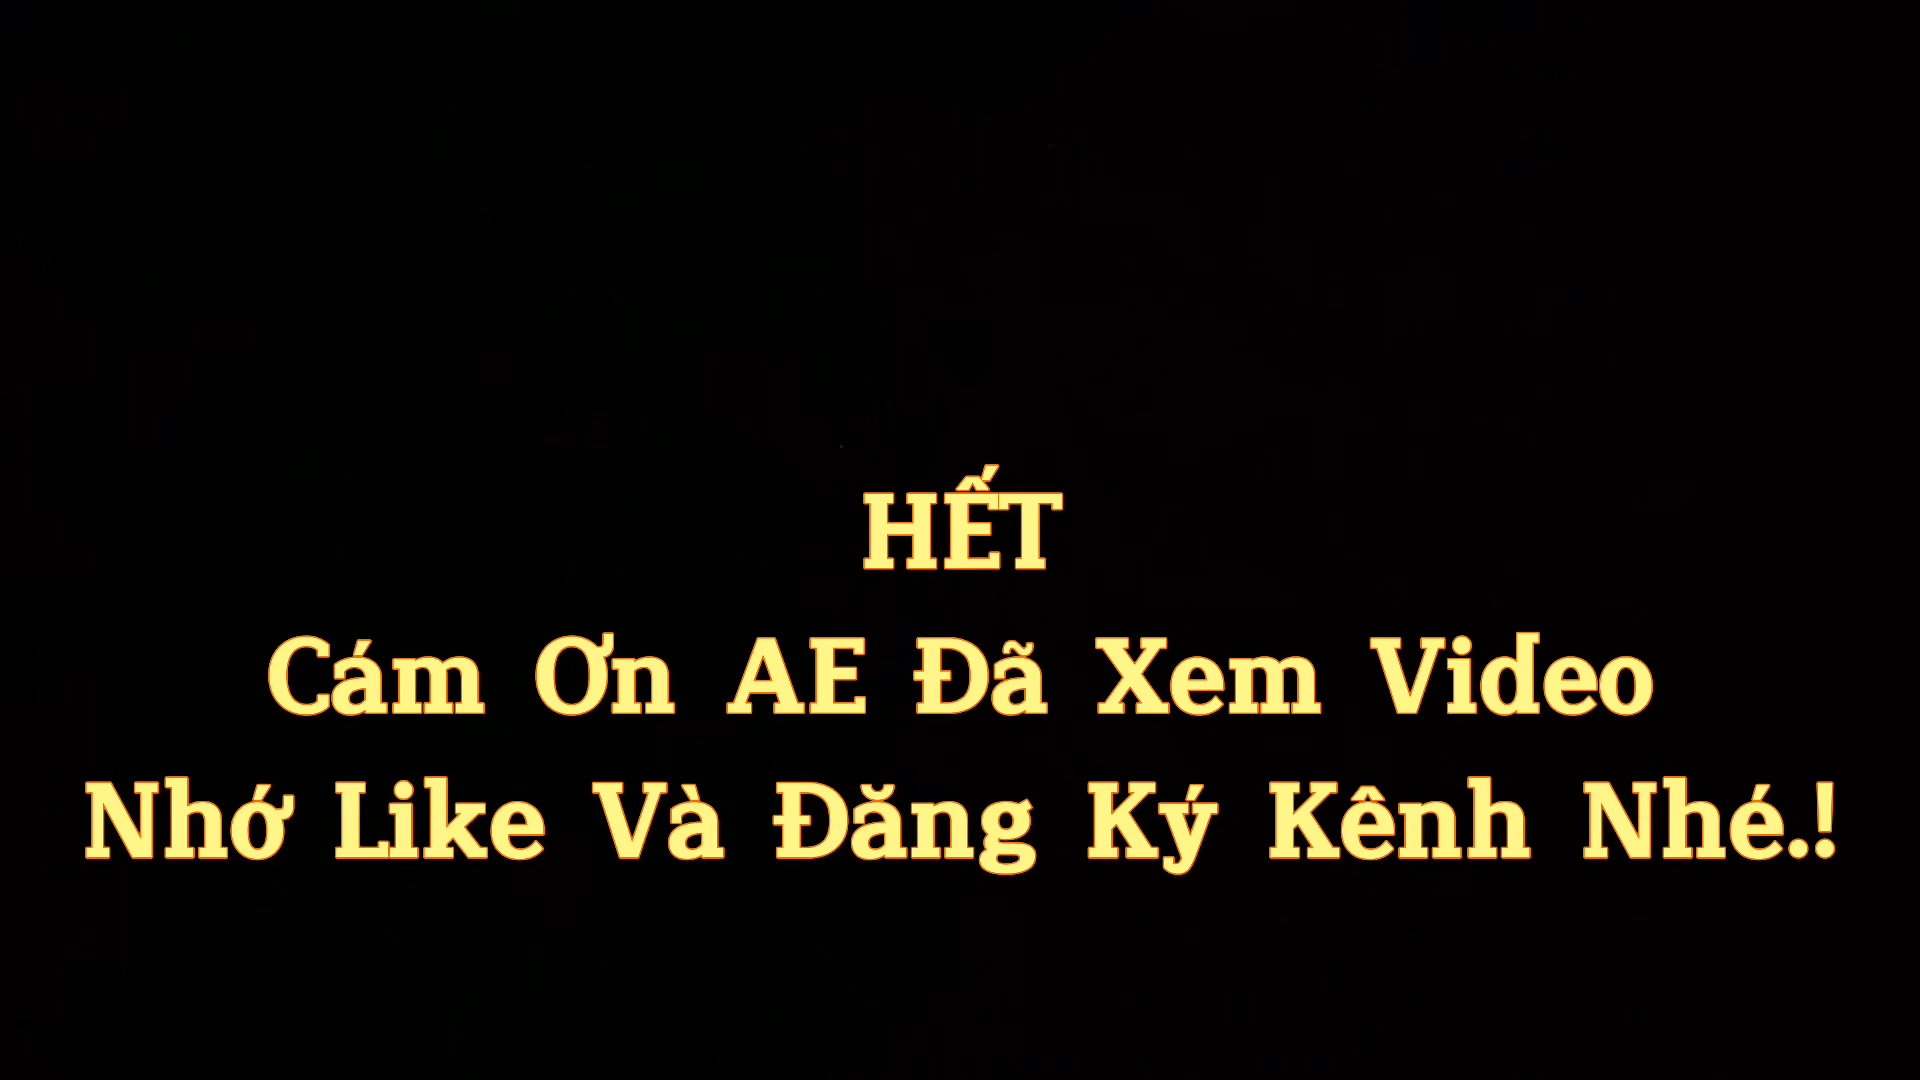 HẾT
Cám Ơn AE Đã Xem Video
Nhớ Like Và Đăng Ký Kênh Nhé.!